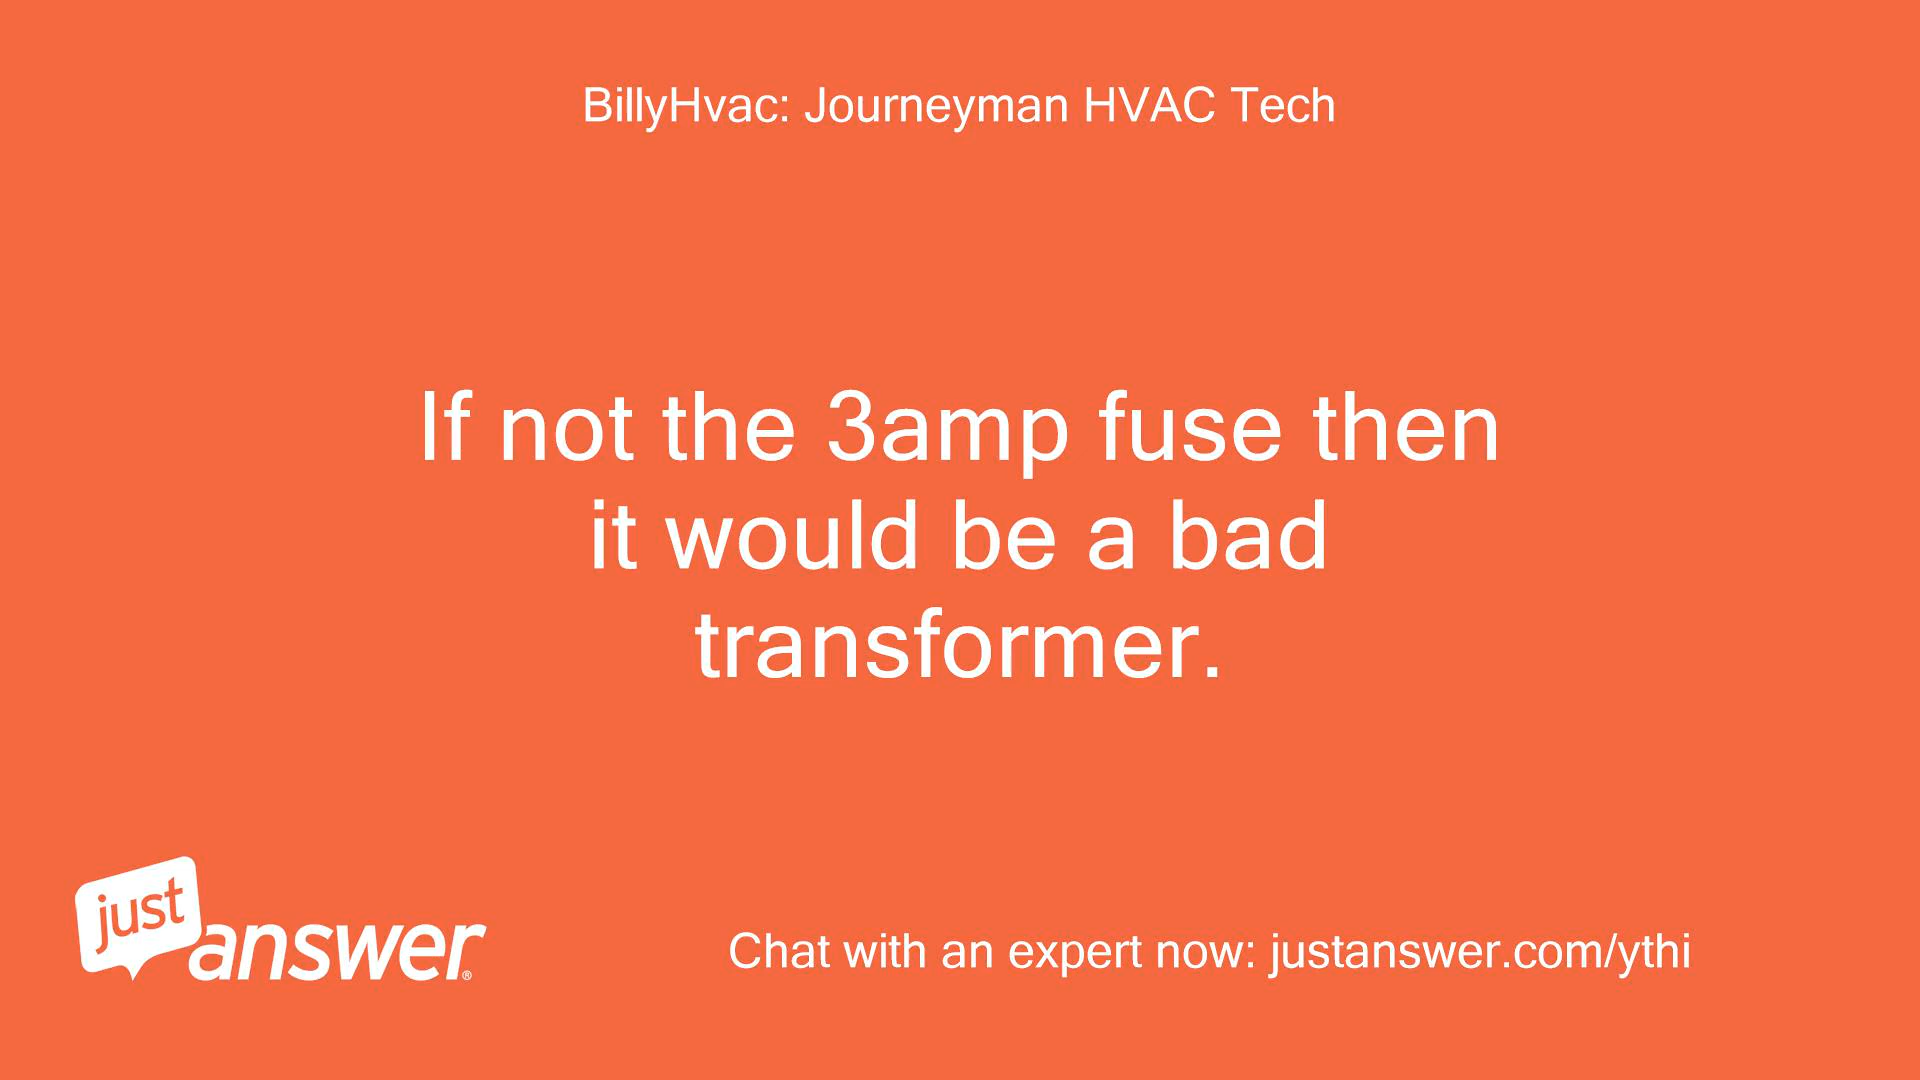 BillyHvac: Journeyman HVAC Tech
If not the 3amp fuse then
it would be a bad
transformer.
just
answer®
Chat with an expert now: justanswer.com/ythi